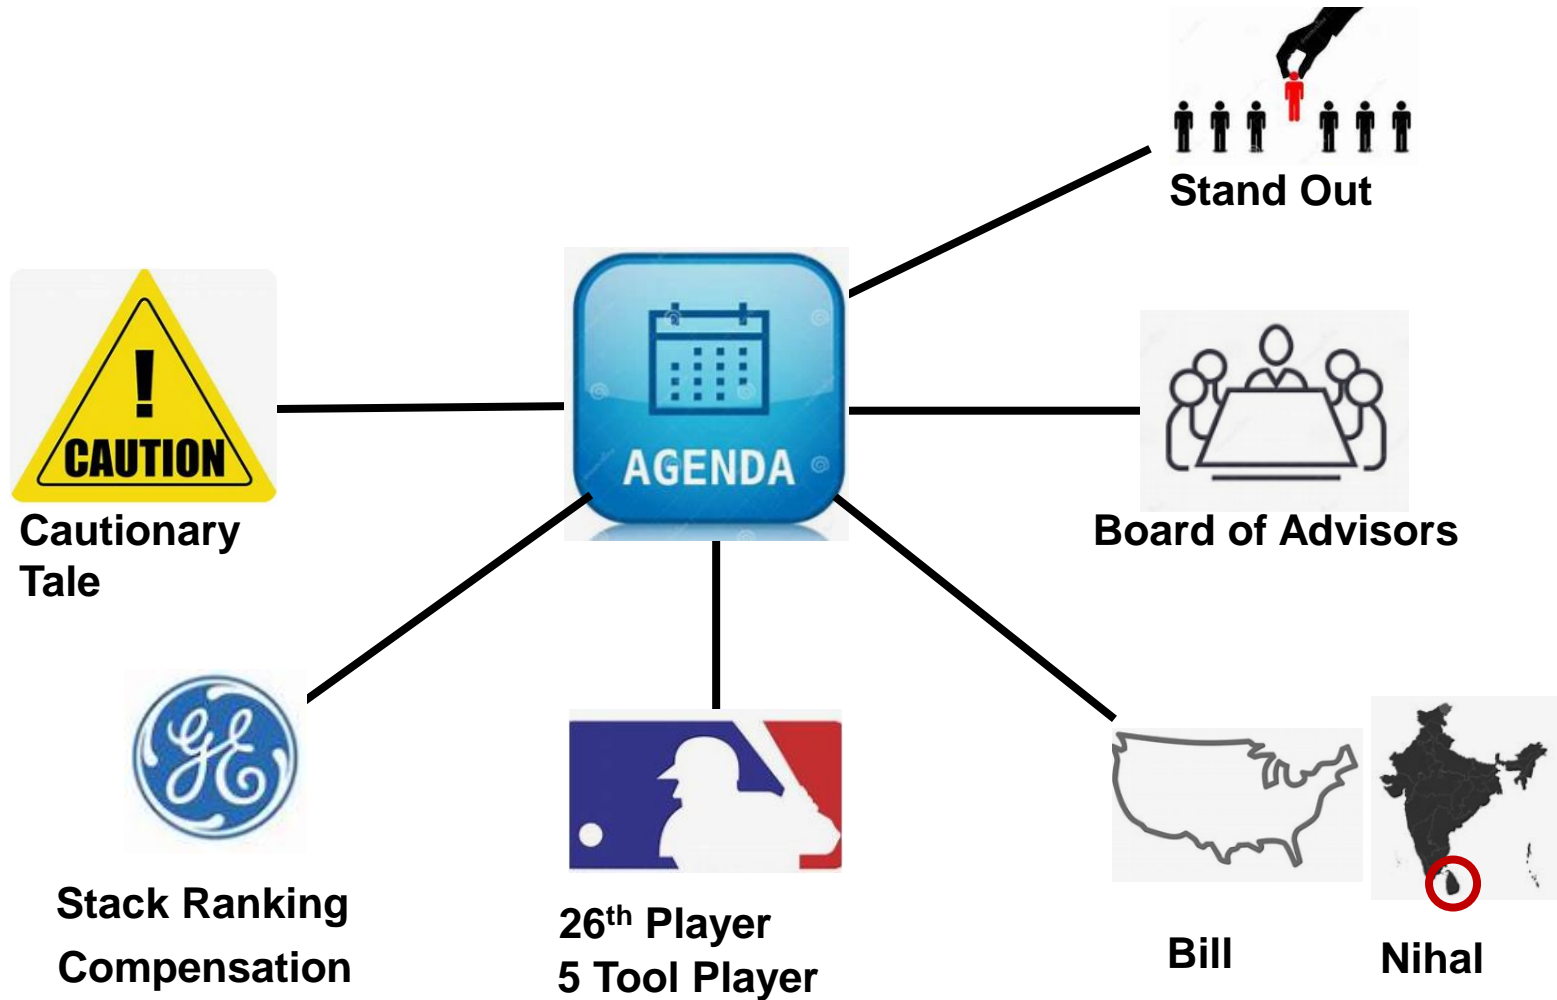 Stand Out
!
CAUTION
AGENDA
Cautionary
Tale
Board of Advisors
GE
Stack Ranking
Compensation
26th Player
5 Tool Player
Bill
Nihal